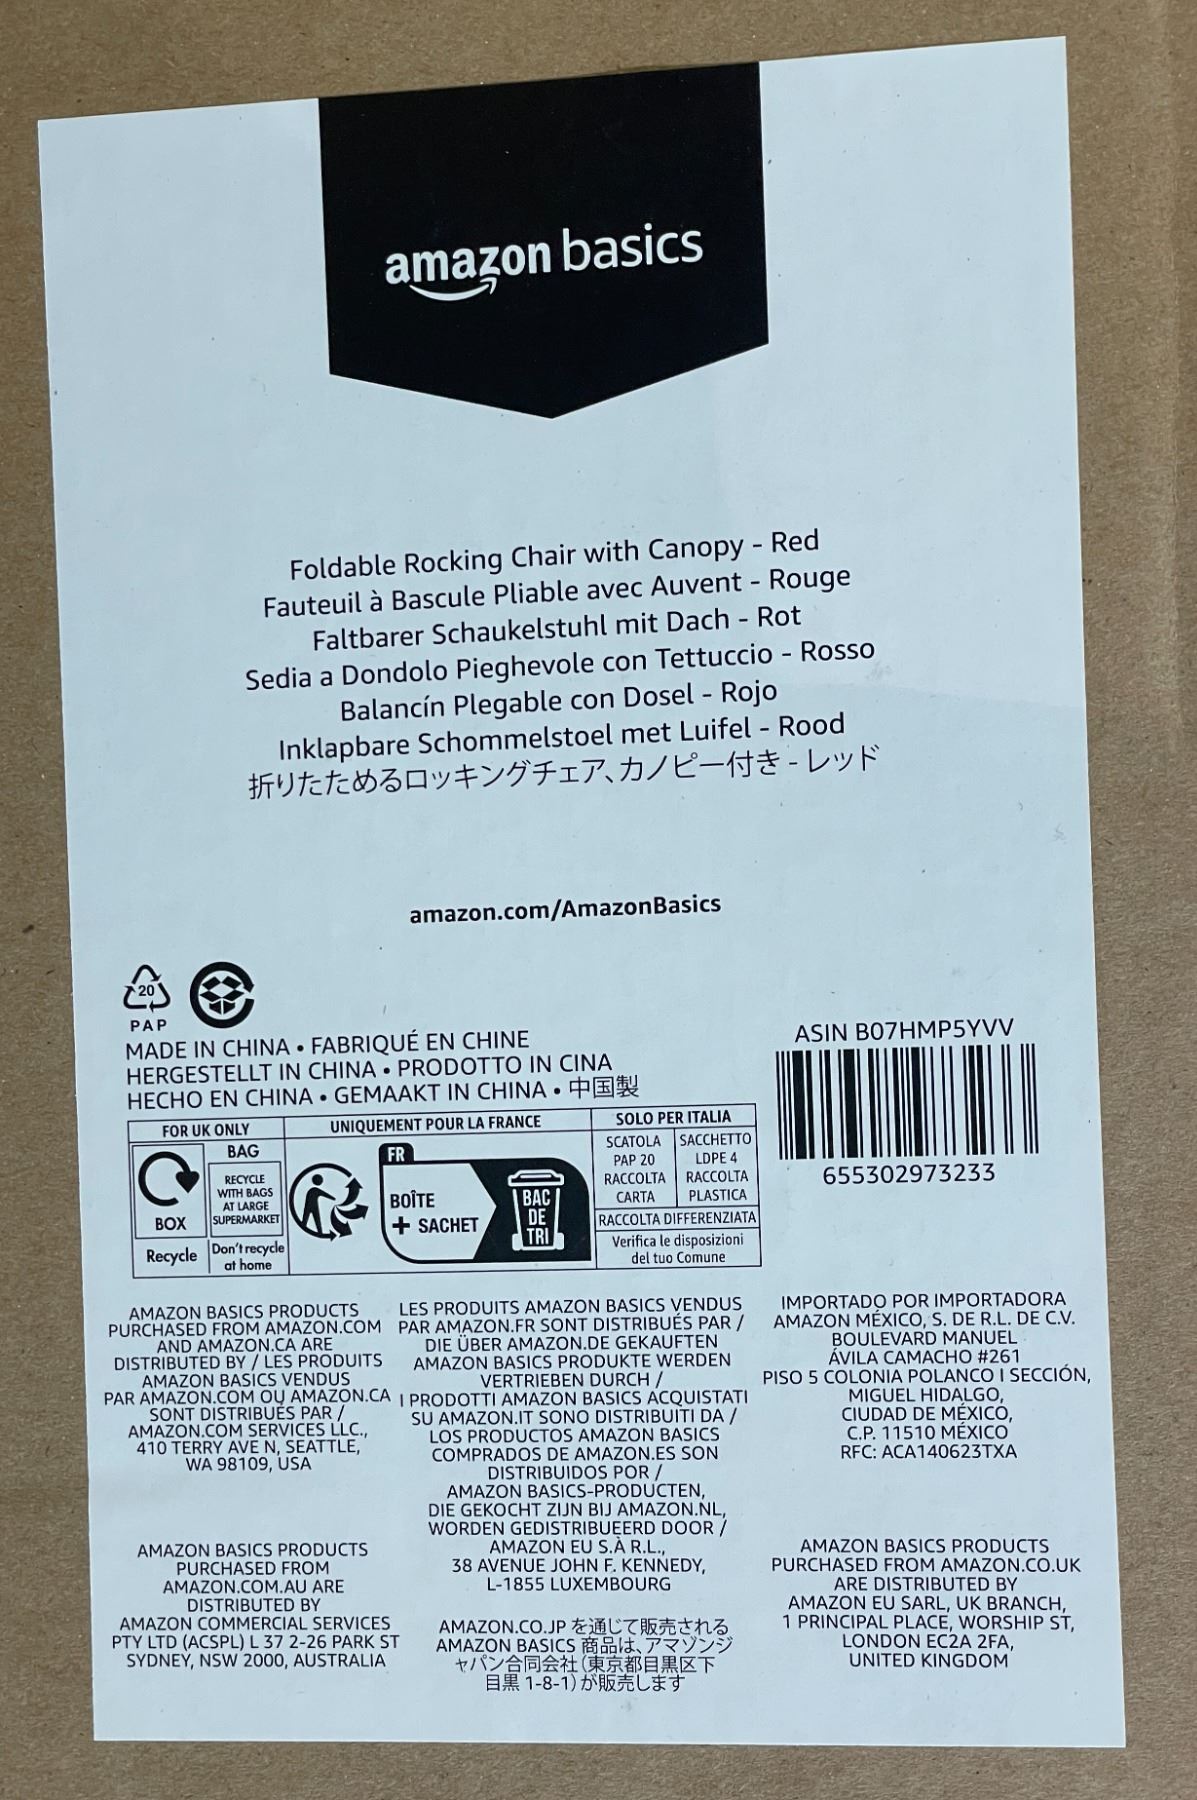 amazon basics
Foldable Rocking Chair with Canopy - Red
Fauteuil à Bascule Pliable avec Auvent - Rouge
Faltbarer Schaukelstuhl mit Dach - Rot
Sedia a Dondolo Pieghevole con Tettuccio - Rosso
Balancín Plegable con Dosel - Rojo
Inklapbare Schommelstoel met Luifel - Rood
折りたためるロッキングチェア、カノピー付き - レッド
amazon.com/AmazonBasics
20
PAP
MADE IN CHINA • FABRIQUÉ EN CHINE
HERGESTELLT IN CHINA • PRODOTTO IN CINA
HECHO EN CHINA • GEMAAKT IN CHINA • 中国製
ASIN B07HMP5YVV
655302973233
FOR UK ONLY
BOX
Recycle
BAG
RECYCLE
WITH BAGS
AT LARGE
SUPERMARKET
Don't recycle
at home
UNIQUEMENT POUR LA FRANCE
FR
BOÎTE
+ SACHET
BAC
DE
TRI
SOLO PER ITALIA
SCATOLA
PAP 20
RACCOLTA
CARTA
SACCHETTO
LDPE 4
RACCOLTA
PLASTICA
RACCOLTA DIFFERENZIATA
Verifica le disposizioni
del tuo Comune
AMAZON BASICS PRODUCTS
PURCHASED FROM AMAZON.COM
AND AMAZON.CA ARE
DISTRIBUTED BY / LES PRODUITS
AMAZON BASICS VENDUS
PAR AMAZON.COM OU AMAZON.CA
SONT DISTRIBUÉS PAR /
AMAZON.COM SERVICES LLC.,
410 TERRY AVE N, SEATTLE,
WA 98109, USA
LES PRODUITS AMAZON BASICS VENDUS
PAR AMAZON.FR SONT DISTRIBUÉS PAR /
DIE ÜBER AMAZON.DE GEKAUFTEN
AMAZON BASICS PRODUKTE WERDEN
VERTRIEBEN DURCH /
I PRODOTTI AMAZON BASICS ACQUISTATI
SU AMAZON.IT SONO DISTRIBUITI DA /
LOS PRODUCTOS AMAZON BASICS
COMPRADOS DE AMAZON.ES SON
DISTRIBUIDOS POR /
AMAZON BASICS-PRODUCTEN,
DIE GEKOCHT ZIJN BIJ AMAZON.NL,
WORDEN GEDISTRIBUEERD DOOR /
AMAZON EU S.À R.L.,
38 AVENUE JOHN F. KENNEDY,
L-1855 LUXEMBOURG
IMPORTADO POR IMPORTADORA
AMAZON MÉXICO, S. DE R.L. DE C.V.
BOULEVARD MANUEL
ÁVILA CAMACHO #261
PISO 5 COLONIA POLANCO I SECCIÓN,
MIGUEL HIDALGO,
CIUDAD DE MÉXICO,
C.P. 11510 MÉXICO
RFC: ACA140623TXA
AMAZON BASICS PRODUCTS
PURCHASED FROM
AMAZON.COM.AU ARE
DISTRIBUTED BY
AMAZON COMMERCIAL SERVICES
PTY LTD (ACSPL) L 37 2-26 PARK ST
SYDNEY, NSW 2000, AUSTRALIA
AMAZON.CO.JP を通じて販売される
AMAZON BASICS 商品は、アマゾンジ
ャパン合同会社（東京都目黒区下
目黒 1-8-1）が販売します
AMAZON BASICS PRODUCTS
PURCHASED FROM AMAZON.CO.UK
ARE DISTRIBUTED BY
AMAZON EU SARL, UK BRANCH,
1 PRINCIPAL PLACE, WORSHIP ST,
LONDON EC2A 2FA,
UNITED KINGDOM